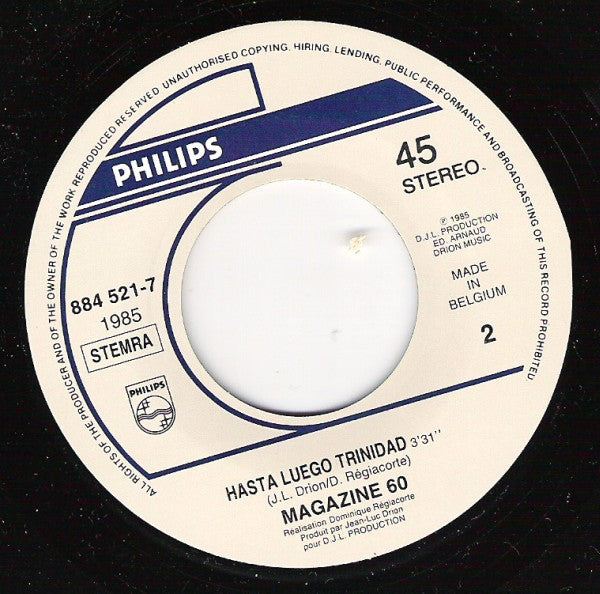 ALL RIGHTS OF THE PRODUCER AND OF THE OWNER OF THE WORK REPRODUCED RESERVED. UNAUTHORISED COPYING, HIRING, LENDING, PUBLIC PERFORMANCE AND BROADCASTING OF THIS RECORD PROHIBITEU
PHILIPS
45
STEREO.
℗ 1985
D.J.L. PRODUCTION
ED. ARNAUD
DRION MUSIC
MADE
IN
BELGIUM
2
884 521-7
1985
STEMRA
PHILIPS
HASTA LUEGO TRINIDAD 3'31''
(J.L. Drion/D. Régiacorte)
MAGAZINE 60
Réalisation Dominique Régiacorte
Produit par Jean-Luc Drion
pour D.J.L. PRODUCTION